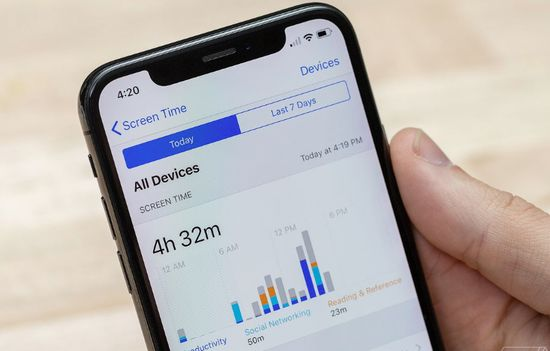 4:20
Screen Time
Devices
Today
Last 7 Days
All Devices
Today at 4:19 PM
SCREEN TIME
4h 32m
12 AM
6 AM
12 PM
6 PM
Social Networking
Reading & Reference
50m
23m